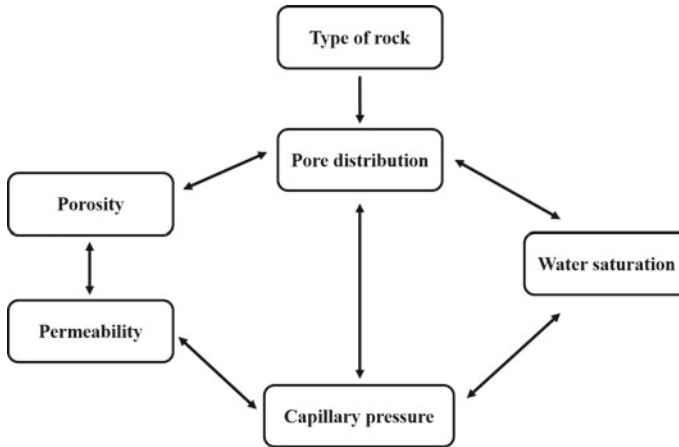 Type of rock
Pore distribution
Porosity
Water saturation
Permeability
Capillary pressure